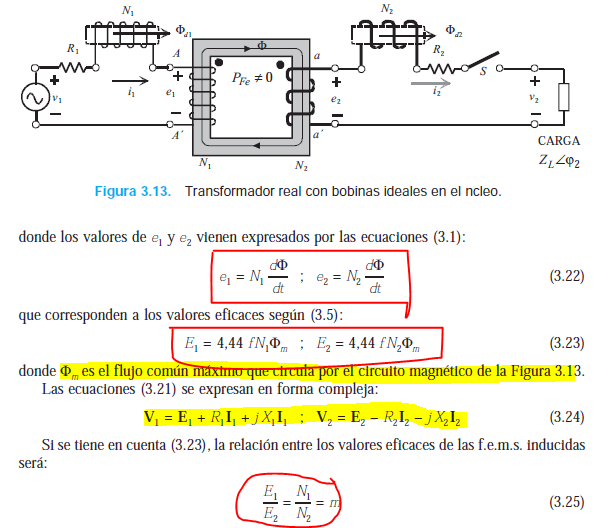 N₁
Φd1
N₂
Φd2
R₁
A
Φ
a
R₂
S
+
i₁
+
e₁
P_Fe ≠ 0
+
e₂
i₂
+
v₁
v₂
−
−
−
−
A′
a′
CARGA
N₁
N₂
Z_L∠φ₂
Figura 3.13. Transformador real con bobinas ideales en el ncleo.
donde los valores de e₁ y e₂ vienen expresados por las ecuaciones (3.1):
e₁ = N₁ dΦ/dt ; e₂ = N₂ dΦ/dt (3.22)
que corresponden a los valores eficaces según (3.5):
E₁ = 4,44 fN₁Φm ; E₂ = 4,44 fN₂Φm (3.23)
donde Φm es el flujo común máximo que circula por el circuito magnético de la Figura 3.13.
Las ecuaciones (3.21) se expresan en forma compleja:
V₁ = E₁ + R₁I₁ + jX₁I₁ ; V₂ = E₂ − R₂I₂ − jX₂I₂ (3.24)
Si se tiene en cuenta (3.23), la relación entre los valores eficaces de las f.e.m.s. inducidas
será:
E₁/E₂ = N₁/N₂ = m (3.25)